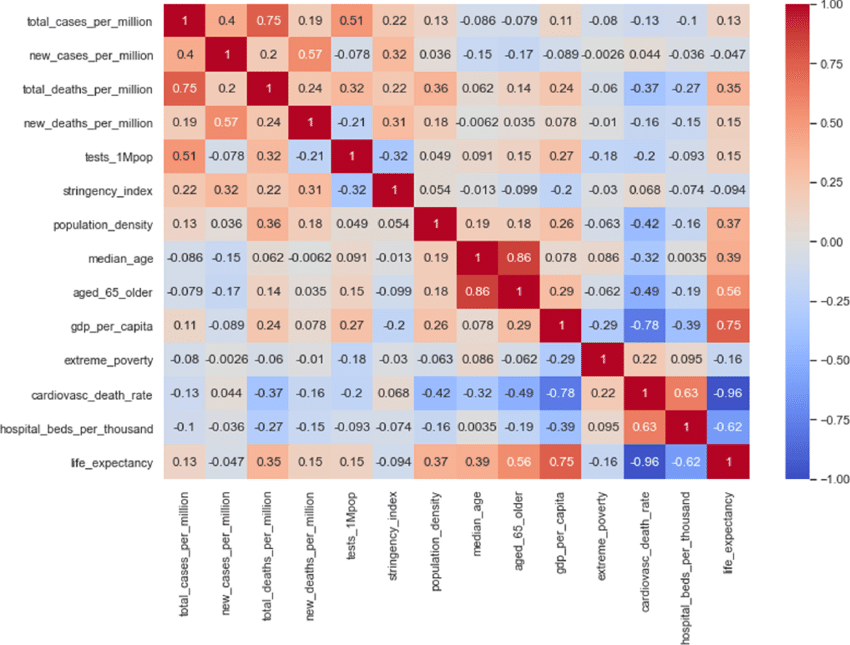 total_cases_per_million 1 0.4 0.75 0.19 0.51 0.22 0.13 -0.086 -0.079 0.11 -0.08 -0.13 -0.1 0.13
new_cases_per_million 0.4 1 0.2 0.57 -0.078 0.32 0.036 -0.15 -0.17 -0.089 -0.0026 0.044 -0.036 -0.047
total_deaths_per_million 0.75 0.2 1 0.24 0.32 0.22 0.36 0.062 0.14 0.24 -0.06 -0.37 -0.27 0.35
new_deaths_per_million 0.19 0.57 0.24 1 -0.21 0.31 0.18 -0.0062 0.035 0.078 -0.01 -0.16 -0.15 0.15
tests_1Mpop 0.51 -0.078 0.32 -0.21 1 -0.32 0.049 0.091 0.15 0.27 -0.18 -0.2 -0.093 0.15
stringency_index 0.22 0.32 0.22 0.31 -0.32 1 0.054 -0.013 -0.099 -0.2 -0.03 0.068 -0.074 -0.094
population_density 0.13 0.036 0.36 0.18 0.049 0.054 1 0.19 0.18 0.26 -0.063 -0.42 -0.16 0.37
median_age -0.086 -0.15 0.062 -0.0062 0.091 -0.013 0.19 1 0.86 0.078 0.086 -0.32 0.0035 0.39
aged_65_older -0.079 -0.17 0.14 0.035 0.15 -0.099 0.18 0.86 1 0.29 -0.062 -0.49 -0.19 0.56
gdp_per_capita 0.11 -0.089 0.24 0.078 0.27 -0.2 0.26 0.078 0.29 1 -0.29 -0.78 -0.39 0.75
extreme_poverty -0.08 -0.0026 -0.06 -0.01 -0.18 -0.03 -0.063 0.086 -0.062 -0.29 1 0.22 0.095 -0.16
cardiovasc_death_rate -0.13 0.044 -0.37 -0.16 -0.2 0.068 -0.42 -0.32 -0.49 -0.78 0.22 1 0.63 -0.96
hospital_beds_per_thousand -0.1 -0.036 -0.27 -0.15 -0.093 -0.074 -0.16 0.0035 -0.19 -0.39 0.095 0.63 1 -0.62
life_expectancy 0.13 -0.047 0.35 0.15 0.15 -0.094 0.37 0.39 0.56 0.75 -0.16 -0.96 -0.62 1
total_cases_per_million
new_cases_per_million
total_deaths_per_million
new_deaths_per_million
tests_1Mpop
stringency_index
population_density
median_age
aged_65_older
gdp_per_capita
extreme_poverty
cardiovasc_death_rate
hospital_beds_per_thousand
life_expectancy
1.00
0.75
0.50
0.25
0.00
−0.25
−0.50
−0.75
−1.00